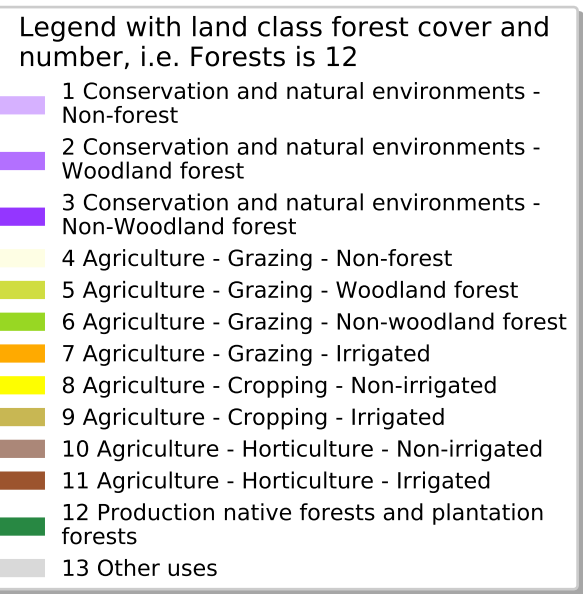 Legend with land class forest cover and
number, i.e. Forests is 12
1 Conservation and natural environments -
Non-forest
2 Conservation and natural environments -
Woodland forest
3 Conservation and natural environments -
Non-Woodland forest
4 Agriculture - Grazing - Non-forest
5 Agriculture - Grazing - Woodland forest
6 Agriculture - Grazing - Non-woodland forest
7 Agriculture - Grazing - Irrigated
8 Agriculture - Cropping - Non-irrigated
9 Agriculture - Cropping - Irrigated
10 Agriculture - Horticulture - Non-irrigated
11 Agriculture - Horticulture - Irrigated
12 Production native forests and plantation
forests
13 Other uses